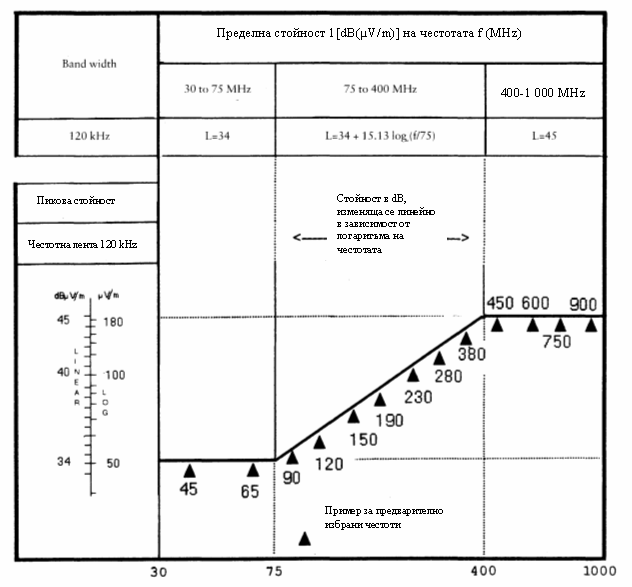 Пределна стойност l [dB(µV/m)] на честотата f (MHz)
Band width
30 to 75 MHz
75 to 400 MHz
400-1 000 MHz
120 kHz
L=34
L=34 + 15.13 log (f/75)
L=45
Пикова стойност
Честотна лента 120 kHz
Стойност в dB,
изменяща се линейно
в зависимост от
логаритъма на
честотата
dBµV/m
µV/m
45
180
40
100
34
50
LINEAR
LOG
450
600
900
750
380
280
230
190
150
120
90
65
45
Пример за предварително
избрани честоти
30
75
400
1000